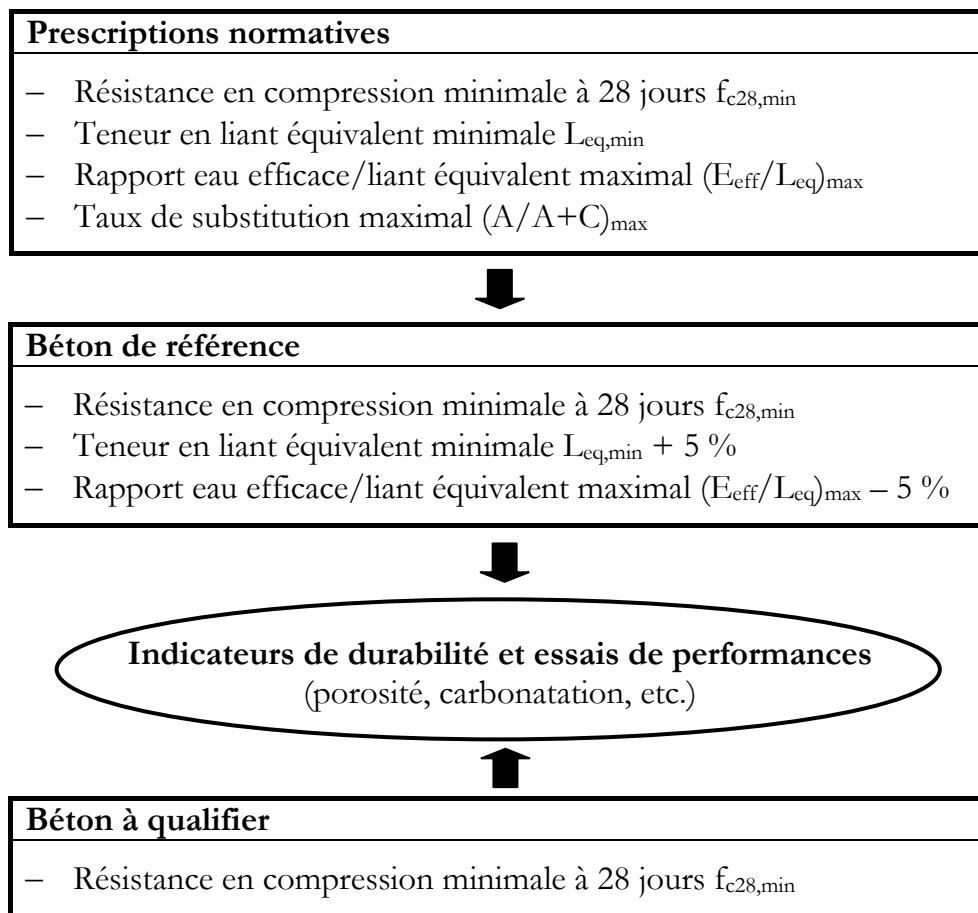 Prescriptions normatives
– Résistance en compression minimale à 28 jours fc28,min
– Teneur en liant équivalent minimale Leq,min
– Rapport eau efficace/liant équivalent maximal (Eeff/Leq)max
– Taux de substitution maximal (A/A+C)max
Béton de référence
– Résistance en compression minimale à 28 jours fc28,min
– Teneur en liant équivalent minimale Leq,min + 5 %
– Rapport eau efficace/liant équivalent maximal (Eeff/Leq)max – 5 %
Indicateurs de durabilité et essais de performances
(porosité, carbonatation, etc.)
Béton à qualifier
– Résistance en compression minimale à 28 jours fc28,min